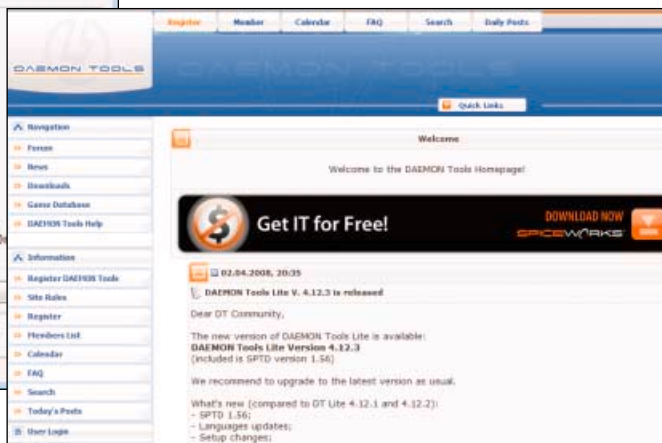 Register Member Calendar FAQ Search Daily Posts
DAEMON TOOLS
DAEMON TOOLS
Quick Links
Navigation
Forum
News
Downloads
Game Database
DAEMON Tools Help
Information
Register DAEMON Tools
Site Rules
Register
Members List
Calendar
FAQ
Search
Today's Posts
User Login
Welcome
Welcome to the DAEMON Tools Homepage!
Get IT for Free!
DOWNLOAD NOW
SPICEWORKS
02.04.2008, 20:35
DAEMON Tools Lite V. 4.12.3 is released
Dear DT Community,
The new version of DAEMON Tools Lite is available:
DAEMON Tools Lite Version 4.12.3
(included is SPTD version 1.56)
We recommend to upgrade to the latest version as usual.
What's new (compared to DT Lite 4.12.1 and 4.12.2):
- SPTD 1.56;
- Languages updates;
- Setup changes;